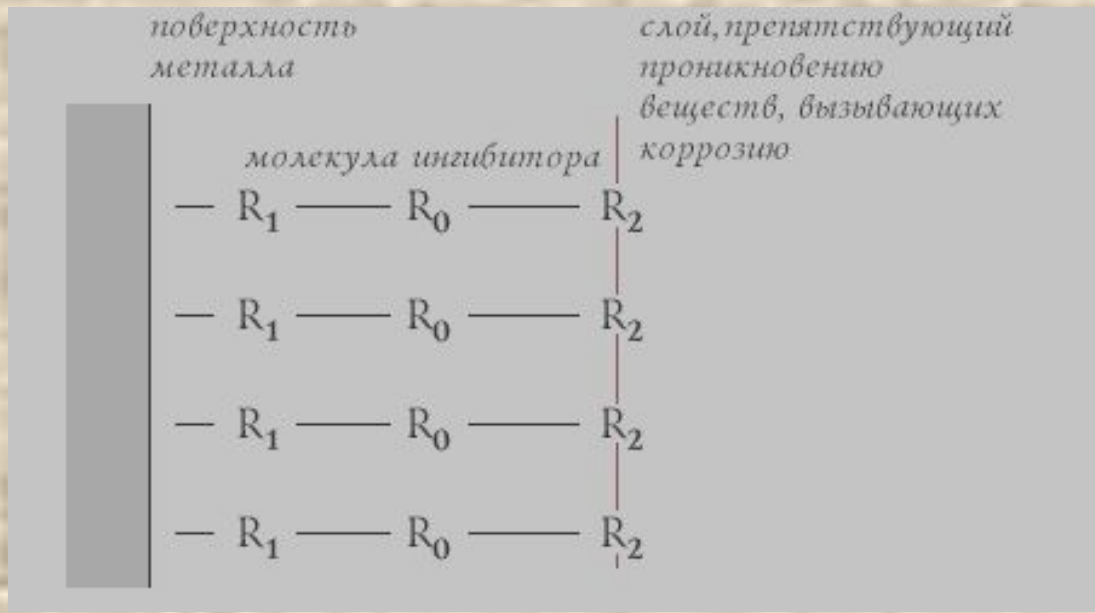 поверхность
металла
слой, препятствующий
проникновению
веществ, вызывающих
коррозию
молекула ингибитора
R1 R0 R2
R1 R0 R2
R1 R0 R2
R1 R0 R2